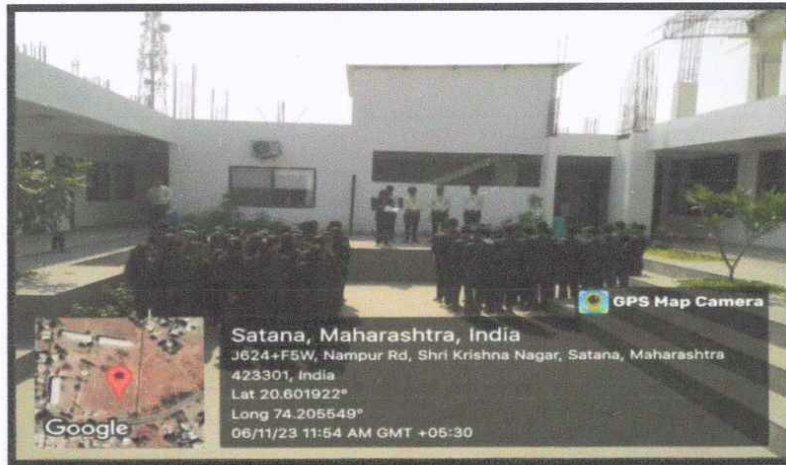 GPS Map Camera
Satana, Maharashtra, India
J624+F5W, Nampur Rd, Shri Krishna Nagar, Satana, Maharashtra
423301, India
Lat 20.601922°
Long 74.205549°
06/11/23 11:54 AM GMT +05:30
Google